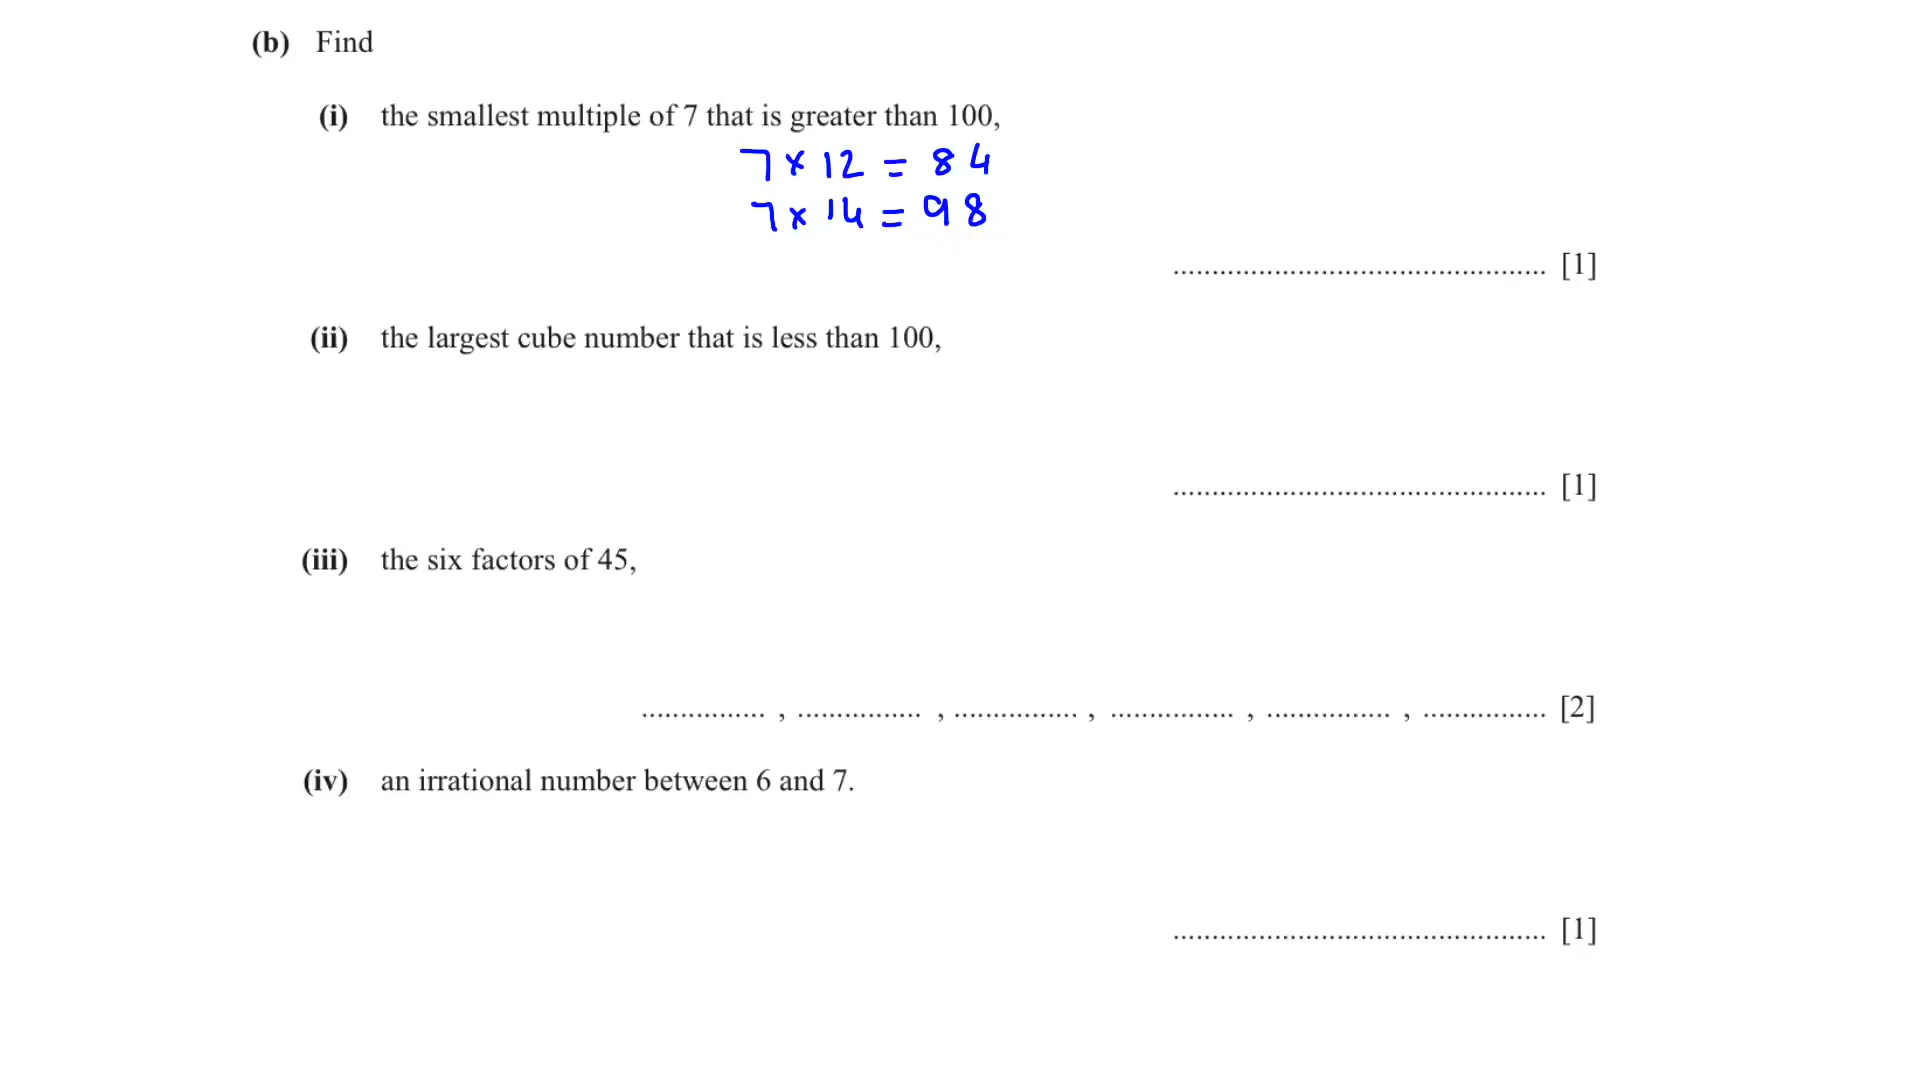 (b) Find
(i) the smallest multiple of 7 that is greater than 100,
7 × 12 = 84
7 × 14 = 98
................................................ [1]
(ii) the largest cube number that is less than 100,
................................................ [1]
(iii) the six factors of 45,
................ , ................ , ................ , ................ , ................ , ................ [2]
(iv) an irrational number between 6 and 7.
................................................ [1]